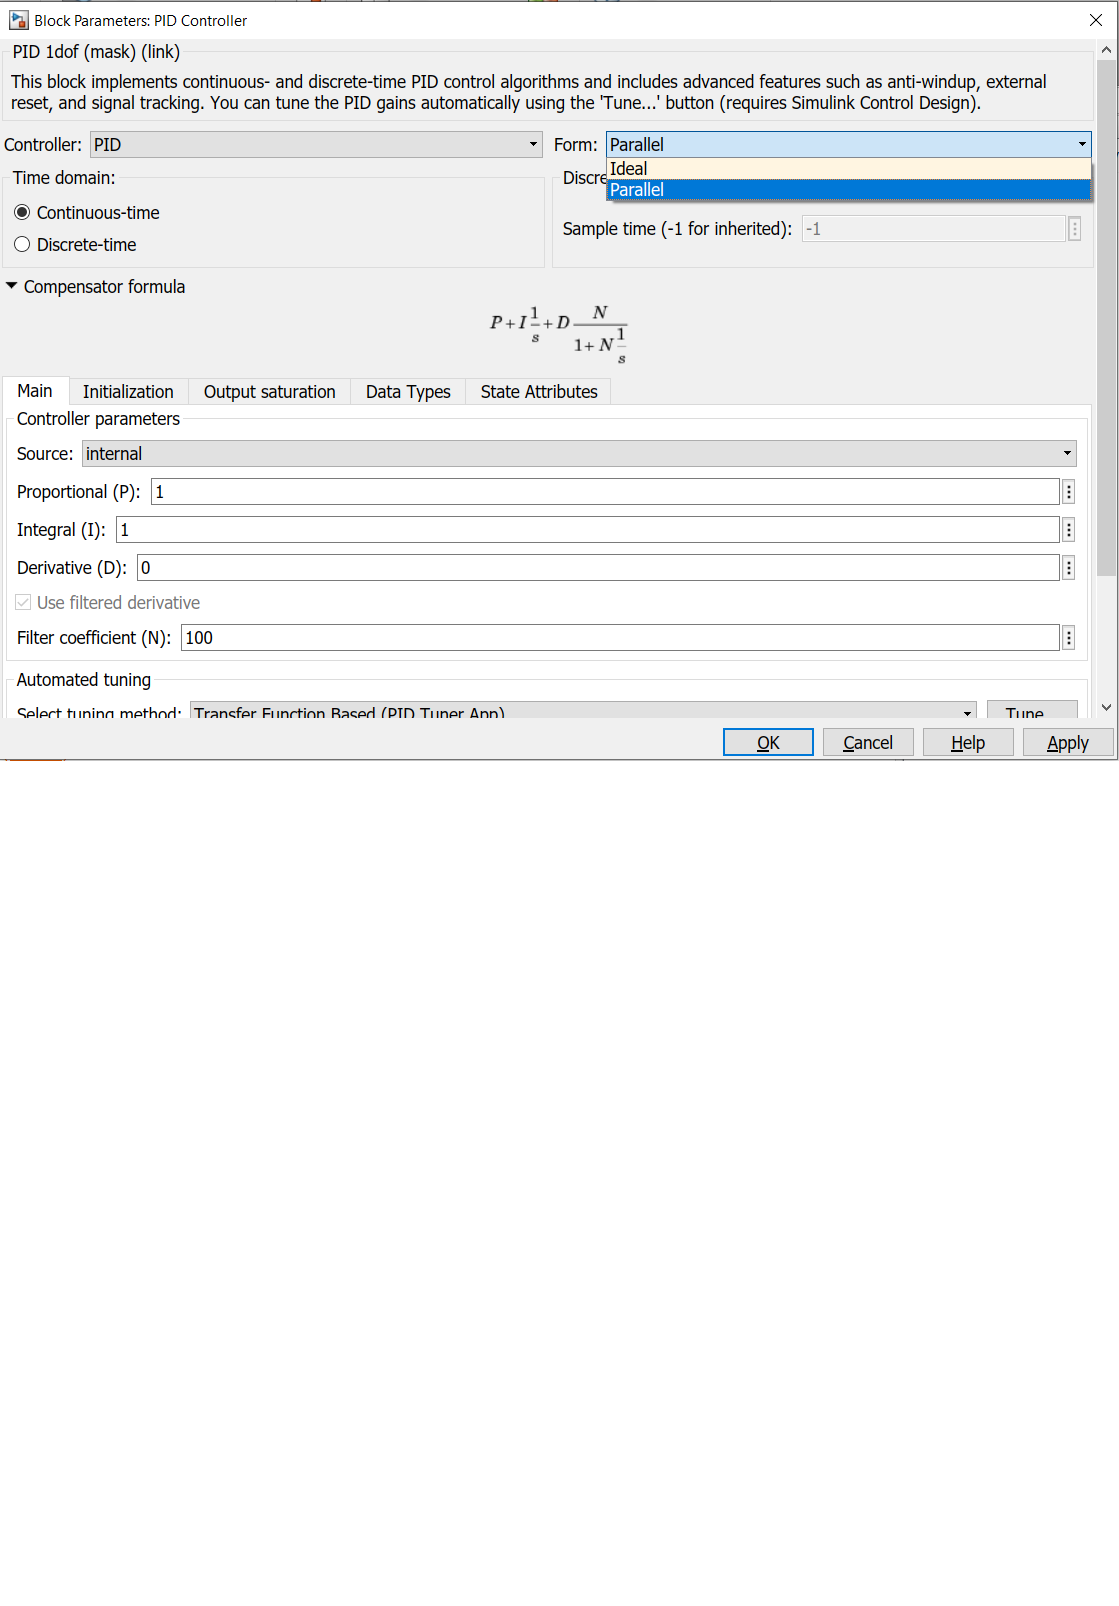 Block Parameters: PID Controller
PID 1dof (mask) (link)
This block implements continuous- and discrete-time PID control algorithms and includes advanced features such as anti-windup, external
reset, and signal tracking. You can tune the PID gains automatically using the 'Tune...' button (requires Simulink Control Design).
Controller: PID Form: Parallel
Ideal
Parallel
Time domain: Discre
Continuous-time
Sample time (-1 for inherited): -1
Discrete-time
Compensator formula
P + I 1/s + D N/(1 + N 1/s)
Main Initialization Output saturation Data Types State Attributes
Controller parameters
Source: internal
Proportional (P): 1
Integral (I): 1
Derivative (D): 0
Use filtered derivative
Filter coefficient (N): 100
Automated tuning
Select tuning method: Transfer Function Based (PID Tuner App) Tune...
OK Cancel Help Apply